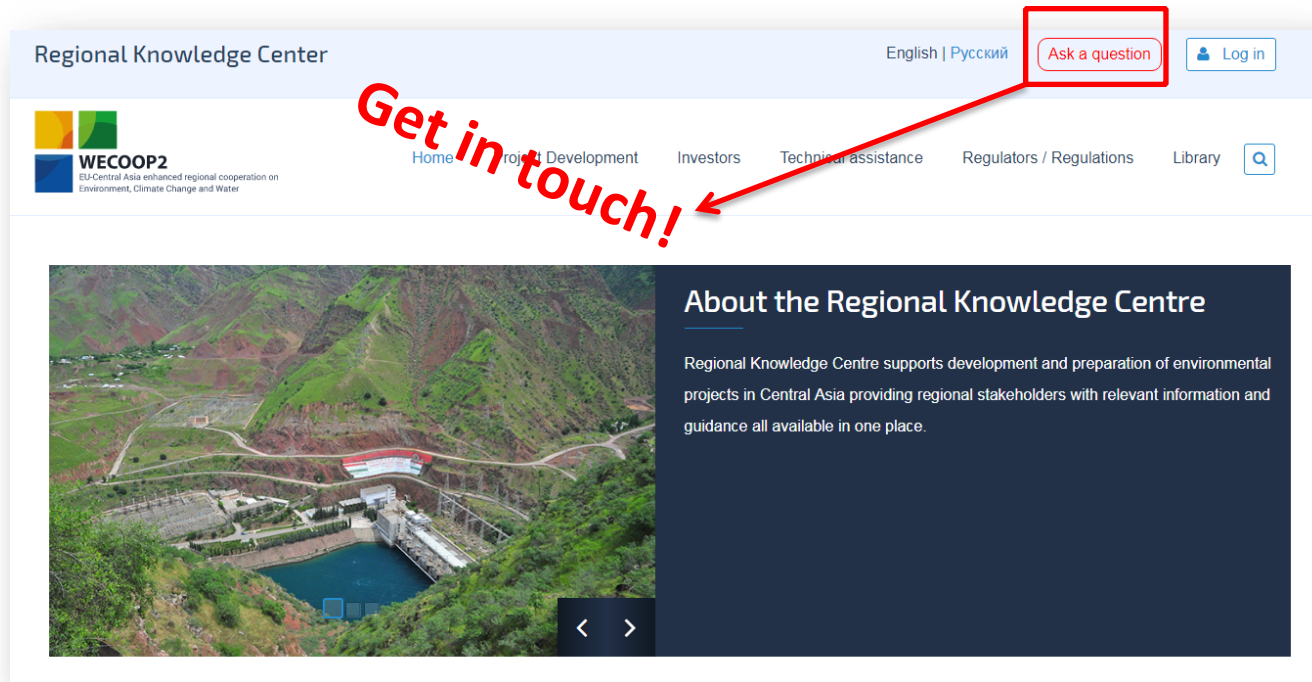 Regional Knowledge Center
English | Русский
Ask a question
Log in
Get in touch!
WECOOP2
EU-Central Asia enhanced regional cooperation on
Environment, Climate Change and Water
Home
Project Development
Investors
Technical assistance
Regulators / Regulations
Library
About the Regional Knowledge Centre
Regional Knowledge Centre supports development and preparation of environmental
projects in Central Asia providing regional stakeholders with relevant information and
guidance all available in one place.